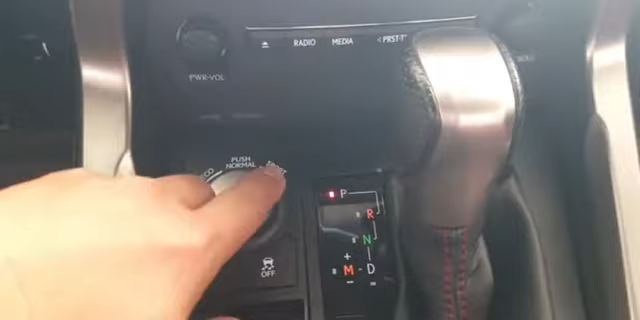 RADIO MEDIA
PWR·VOL
PUSH
NORMAL
P
R
N
+
M - D
-
OFF